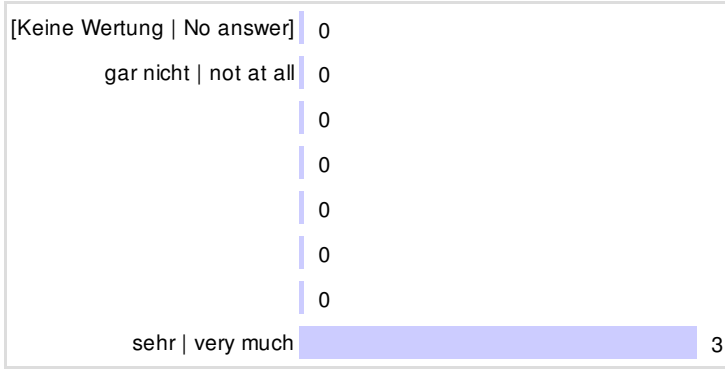 [Keine Wertung | No answer] 0
gar nicht | not at all 0
0
0
0
0
0
sehr | very much 3